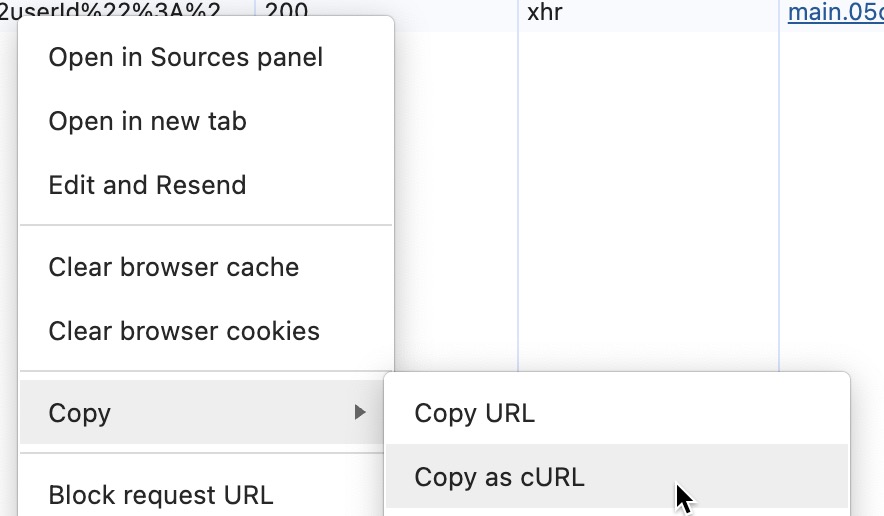 2userId%22%3A%2 200 xhr main.05c
Open in Sources panel
Open in new tab
Edit and Resend
Clear browser cache
Clear browser cookies
Copy
Copy URL
Copy as cURL
Block request URL